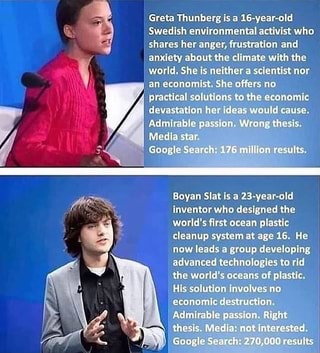 Greta Thunberg is a 16-year-old
Swedish environmental activist who
shares her anger, frustration and
anxiety about the climate with the
world. She is neither a scientist nor
an economist. She offers no
practical solutions to the economic
devastation her ideas would cause.
Admirable passion. Wrong thesis.
Media star.
Google Search: 176 million results.
Boyan Slat is a 23-year-old
inventor who designed the
world's first ocean plastic
cleanup system at age 16. He
now leads a group developing
advanced technologies to rid
the world's oceans of plastic.
His solution involves no
economic destruction.
Admirable passion. Right
thesis. Media: not interested.
Google Search: 270,000 results